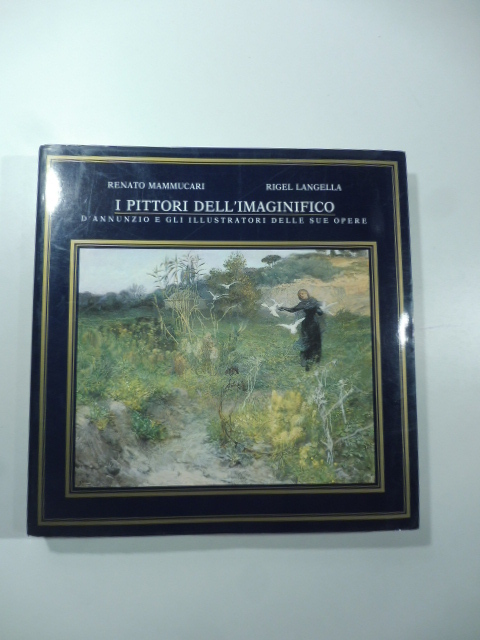 RENATO MAMMUCARI RIGEL LANGELLA
I PITTORI DELL'IMAGINIFICO
D'ANNUNZIO E GLI ILLUSTRATORI DELLE SUE OPERE